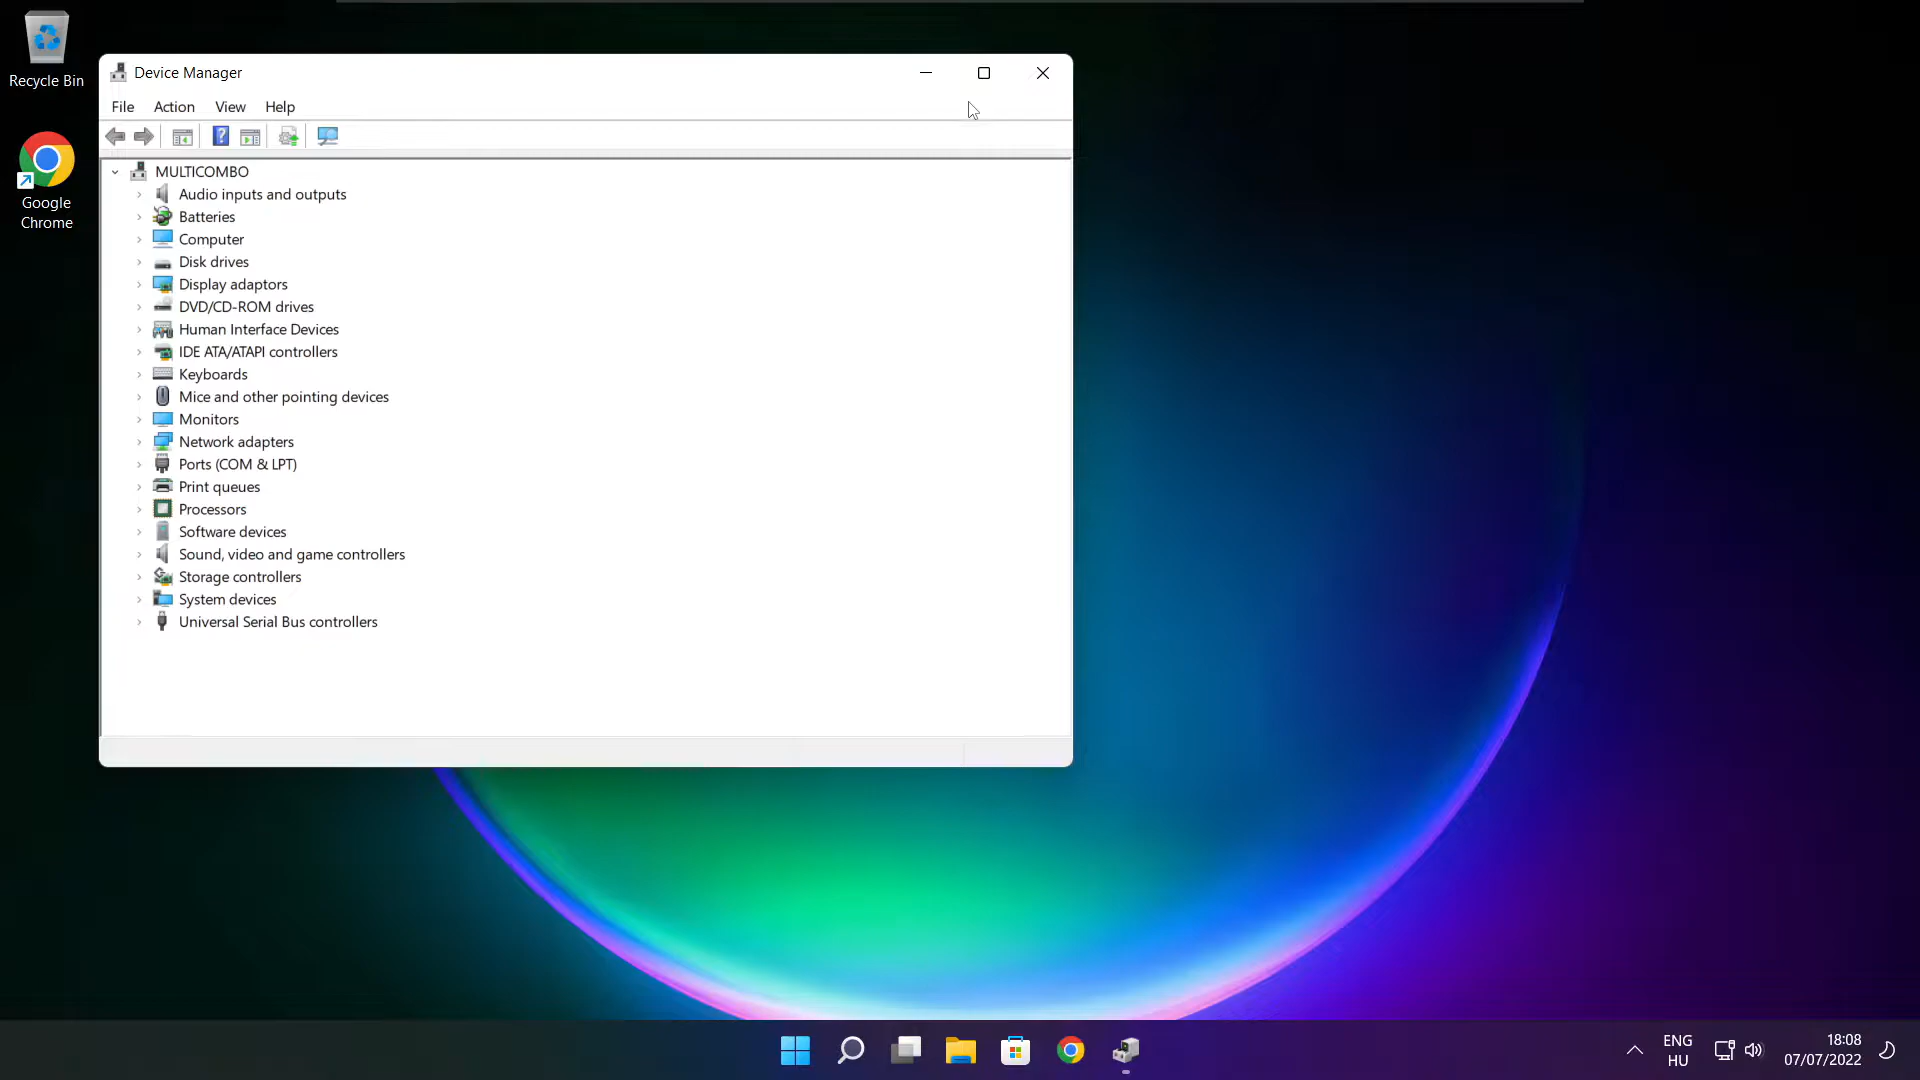 Recycle Bin
Google
Chrome
Device Manager
File Action View Help
?
MULTICOMBO
Audio inputs and outputs
Batteries
Computer
Disk drives
Display adaptors
DVD/CD-ROM drives
Human Interface Devices
IDE ATA/ATAPI controllers
Keyboards
Mice and other pointing devices
Monitors
Network adapters
Ports (COM & LPT)
Print queues
Processors
Software devices
Sound, video and game controllers
Storage controllers
System devices
Universal Serial Bus controllers
ENG
HU
18:08
07/07/2022